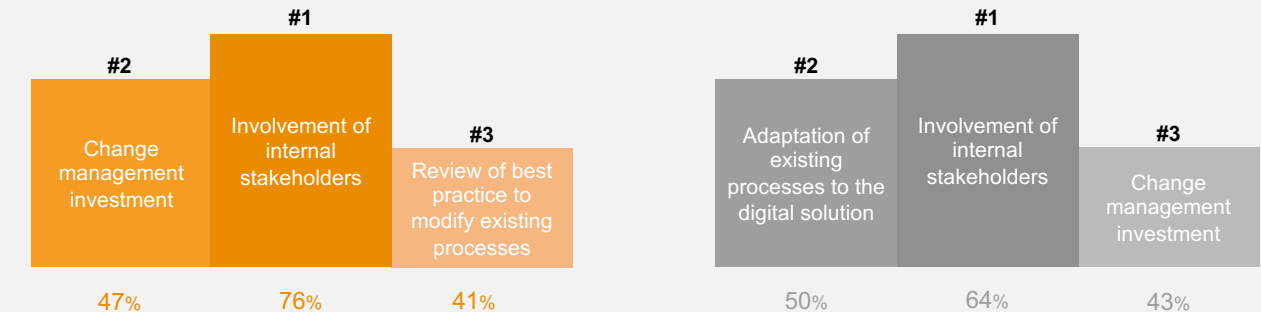 #1
#2
Change
management
investment
Involvement of
internal
stakeholders
#3
Review of best
practice to
modify existing
processes
47%
76%
41%
#1
#2
Adaptation of
existing
processes to the
digital solution
Involvement of
internal
stakeholders
#3
Change
management
investment
50%
64%
43%